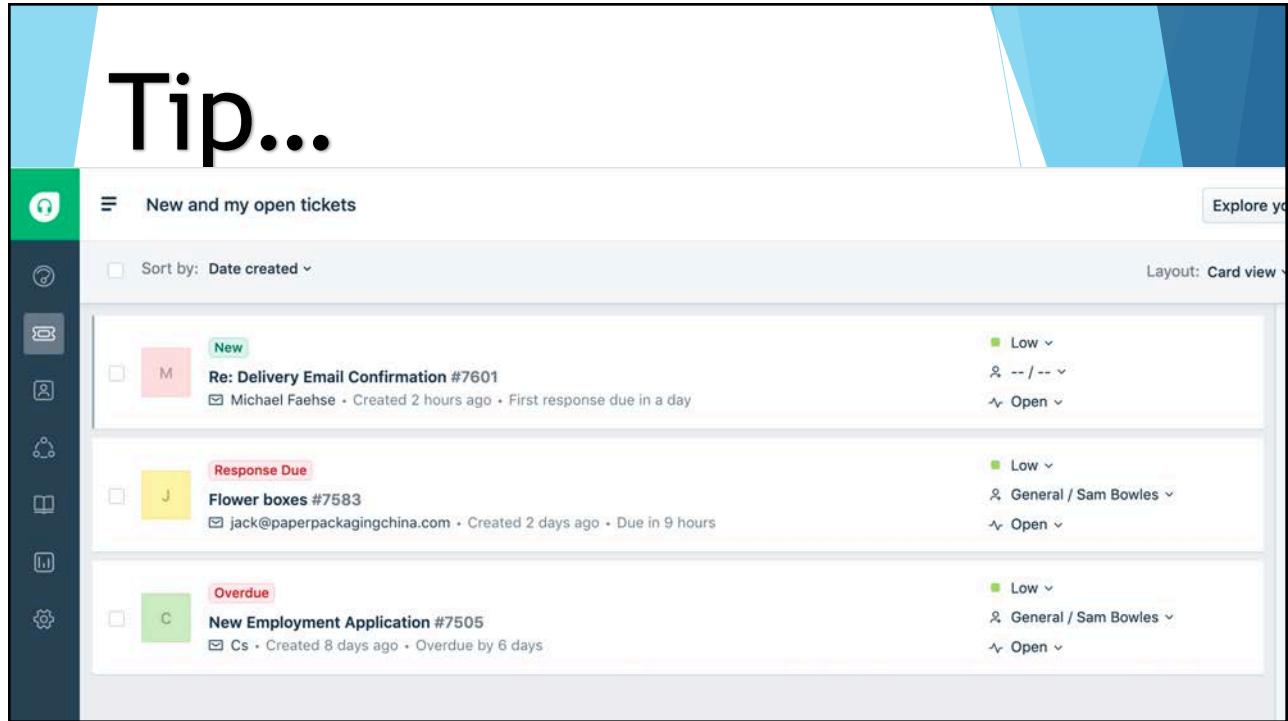 Tip...
New and my open tickets
Explore yo
Sort by: Date created
Layout: Card view
New
M
Re: Delivery Email Confirmation #7601
Michael Faehse • Created 2 hours ago • First response due in a day
Low
-- / --
Open
Response Due
J
Flower boxes #7583
jack@paperpackagingchina.com • Created 2 days ago • Due in 9 hours
Low
General / Sam Bowles
Open
Overdue
C
New Employment Application #7505
Cs • Created 8 days ago • Overdue by 6 days
Low
General / Sam Bowles
Open